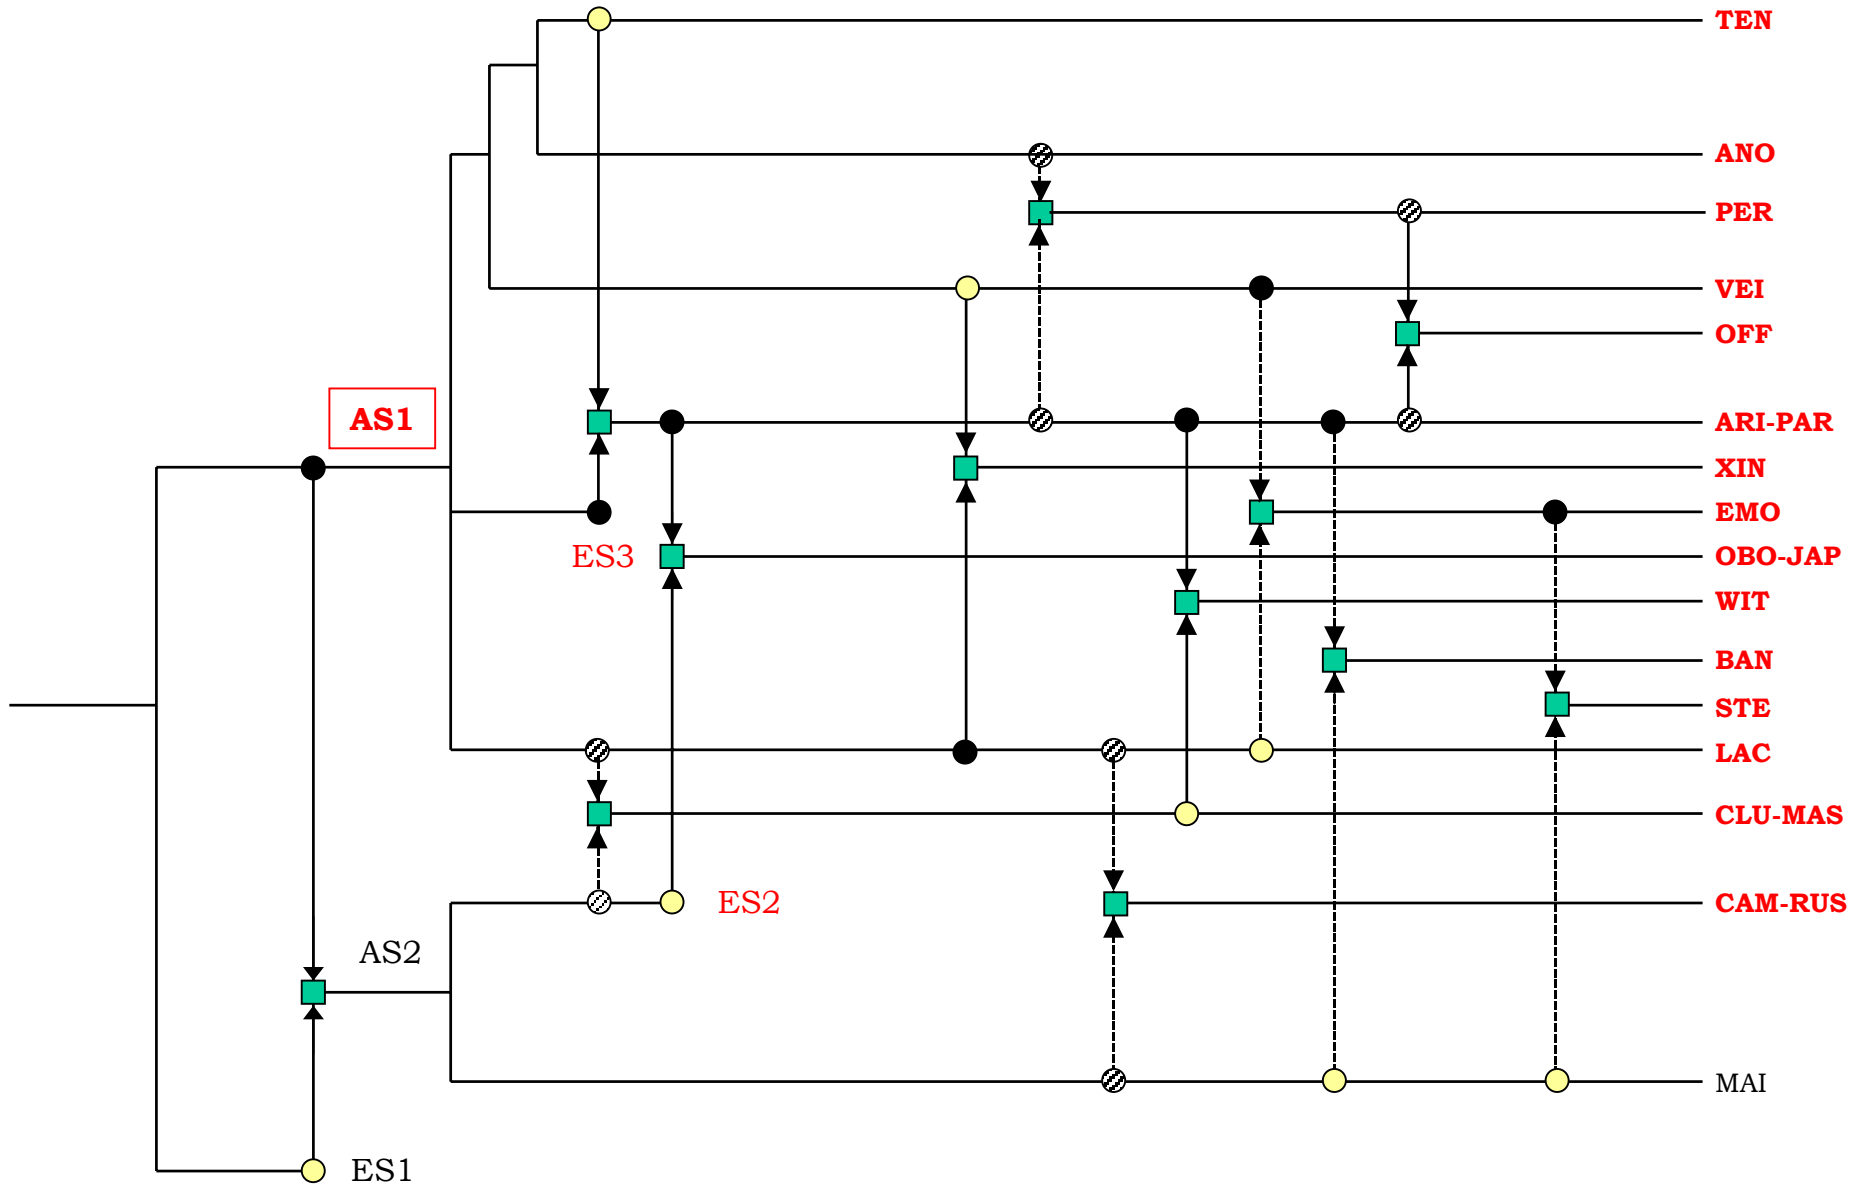 TEN
ANO
PER
VEI
OFF
AS1
ARI-PAR
XIN
EMO
ES3
OBO-JAP
WIT
BAN
STE
LAC
CLU-MAS
ES2
CAM-RUS
AS2
MAI
ES1